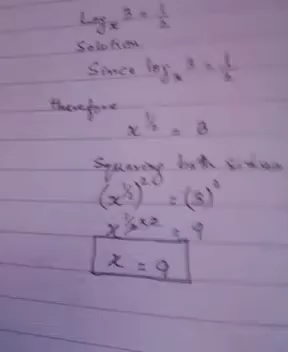 Log_x 3 = 1/2
Solution
Since log_x 3 = 1/2
therefore
x^(1/2) = 3
Squaring both
(x^(1/2))^2 = (3)^2
x^(1/2 × 2) = 9
x = 9